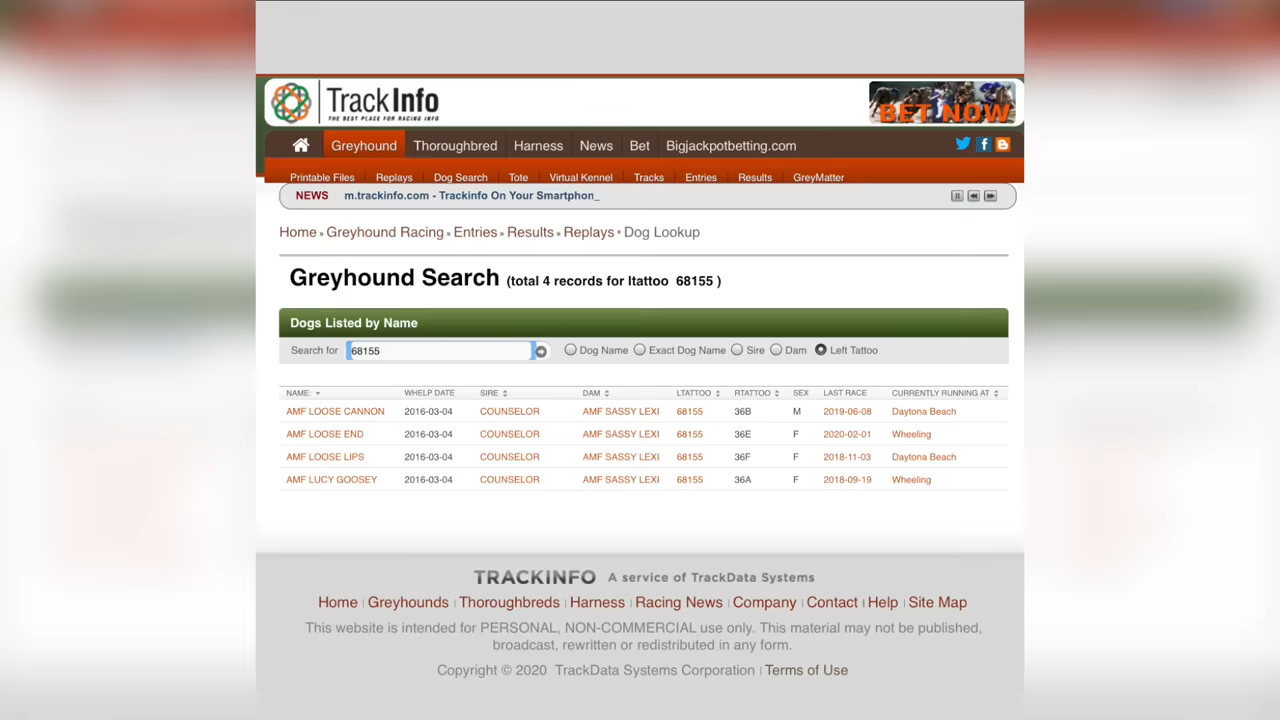 TrackInfo
THE BEST PLACE FOR RACING INFO
BET NOW
Greyhound Thoroughbred Harness News Bet Bigjackpotbetting.com
Printable Files Replays Dog Search Tote Virtual Kennel Tracks Entries Results GreyMatter
NEWS m.trackinfo.com - Trackinfo On Your Smartphon_
Home Greyhound Racing Entries Results Replays Dog Lookup
Greyhound Search (total 4 records for ltattoo 68155 )
Dogs Listed by Name
Search for 68155 Dog Name Exact Dog Name Sire Dam Left Tattoo
NAME: WHELP DATE SIRE DAM LTATTOO RTATTOO SEX LAST RACE CURRENTLY RUNNING AT
AMF LOOSE CANNON 2016-03-04 COUNSELOR AMF SASSY LEXI 68155 36B M 2019-06-08 Daytona Beach
AMF LOOSE END 2016-03-04 COUNSELOR AMF SASSY LEXI 68155 36E F 2020-02-01 Wheeling
AMF LOOSE LIPS 2016-03-04 COUNSELOR AMF SASSY LEXI 68155 36F F 2018-11-03 Daytona Beach
AMF LUCY GOOSEY 2016-03-04 COUNSELOR AMF SASSY LEXI 68155 36A F 2018-09-19 Wheeling
TRACKINFO A service of TrackData Systems
Home | Greyhounds | Thoroughbreds | Harness | Racing News | Company | Contact | Help | Site Map
This website is intended for PERSONAL, NON-COMMERCIAL use only. This material may not be published,
broadcast, rewritten or redistributed in any form.
Copyright © 2020 TrackData Systems Corporation | Terms of Use